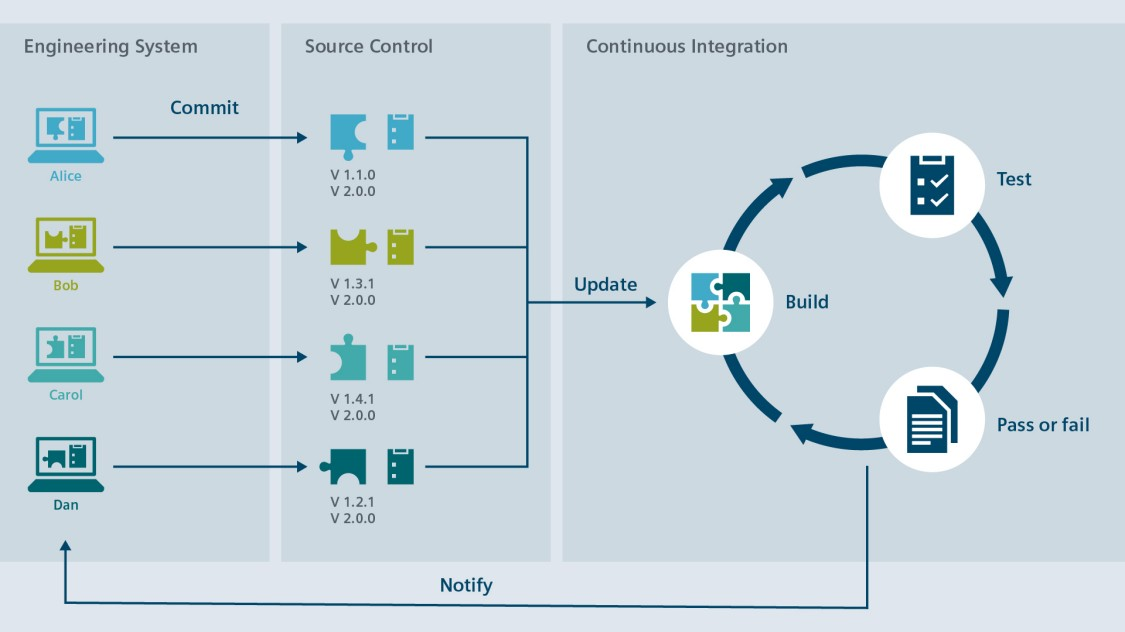 Engineering System
Source Control
Continuous Integration
Commit
Alice
V 1.1.0
V 2.0.0
Bob
V 1.3.1
V 2.0.0
Carol
V 1.4.1
V 2.0.0
Dan
V 1.2.1
V 2.0.0
Update
Build
Test
Pass or fail
Notify